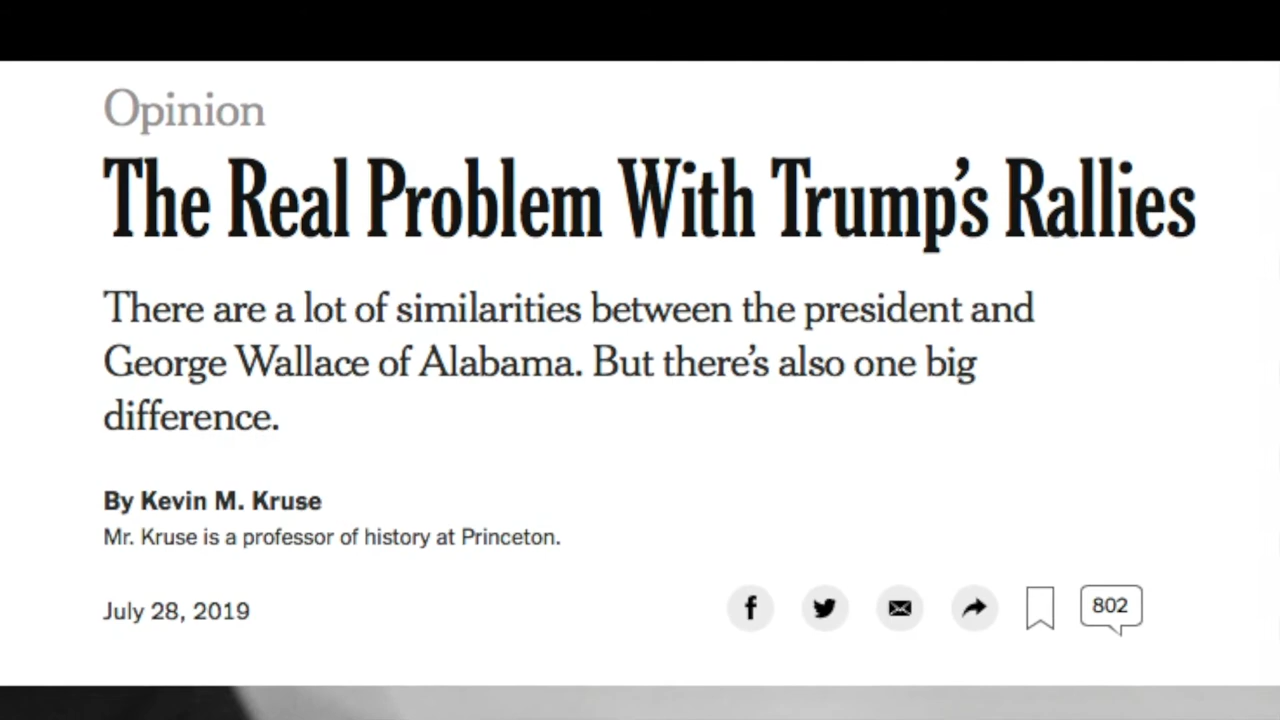 Opinion
The Real Problem With Trump’s Rallies
There are a lot of similarities between the president and
George Wallace of Alabama. But there’s also one big
difference.
By Kevin M. Kruse
Mr. Kruse is a professor of history at Princeton.
July 28, 2019
802